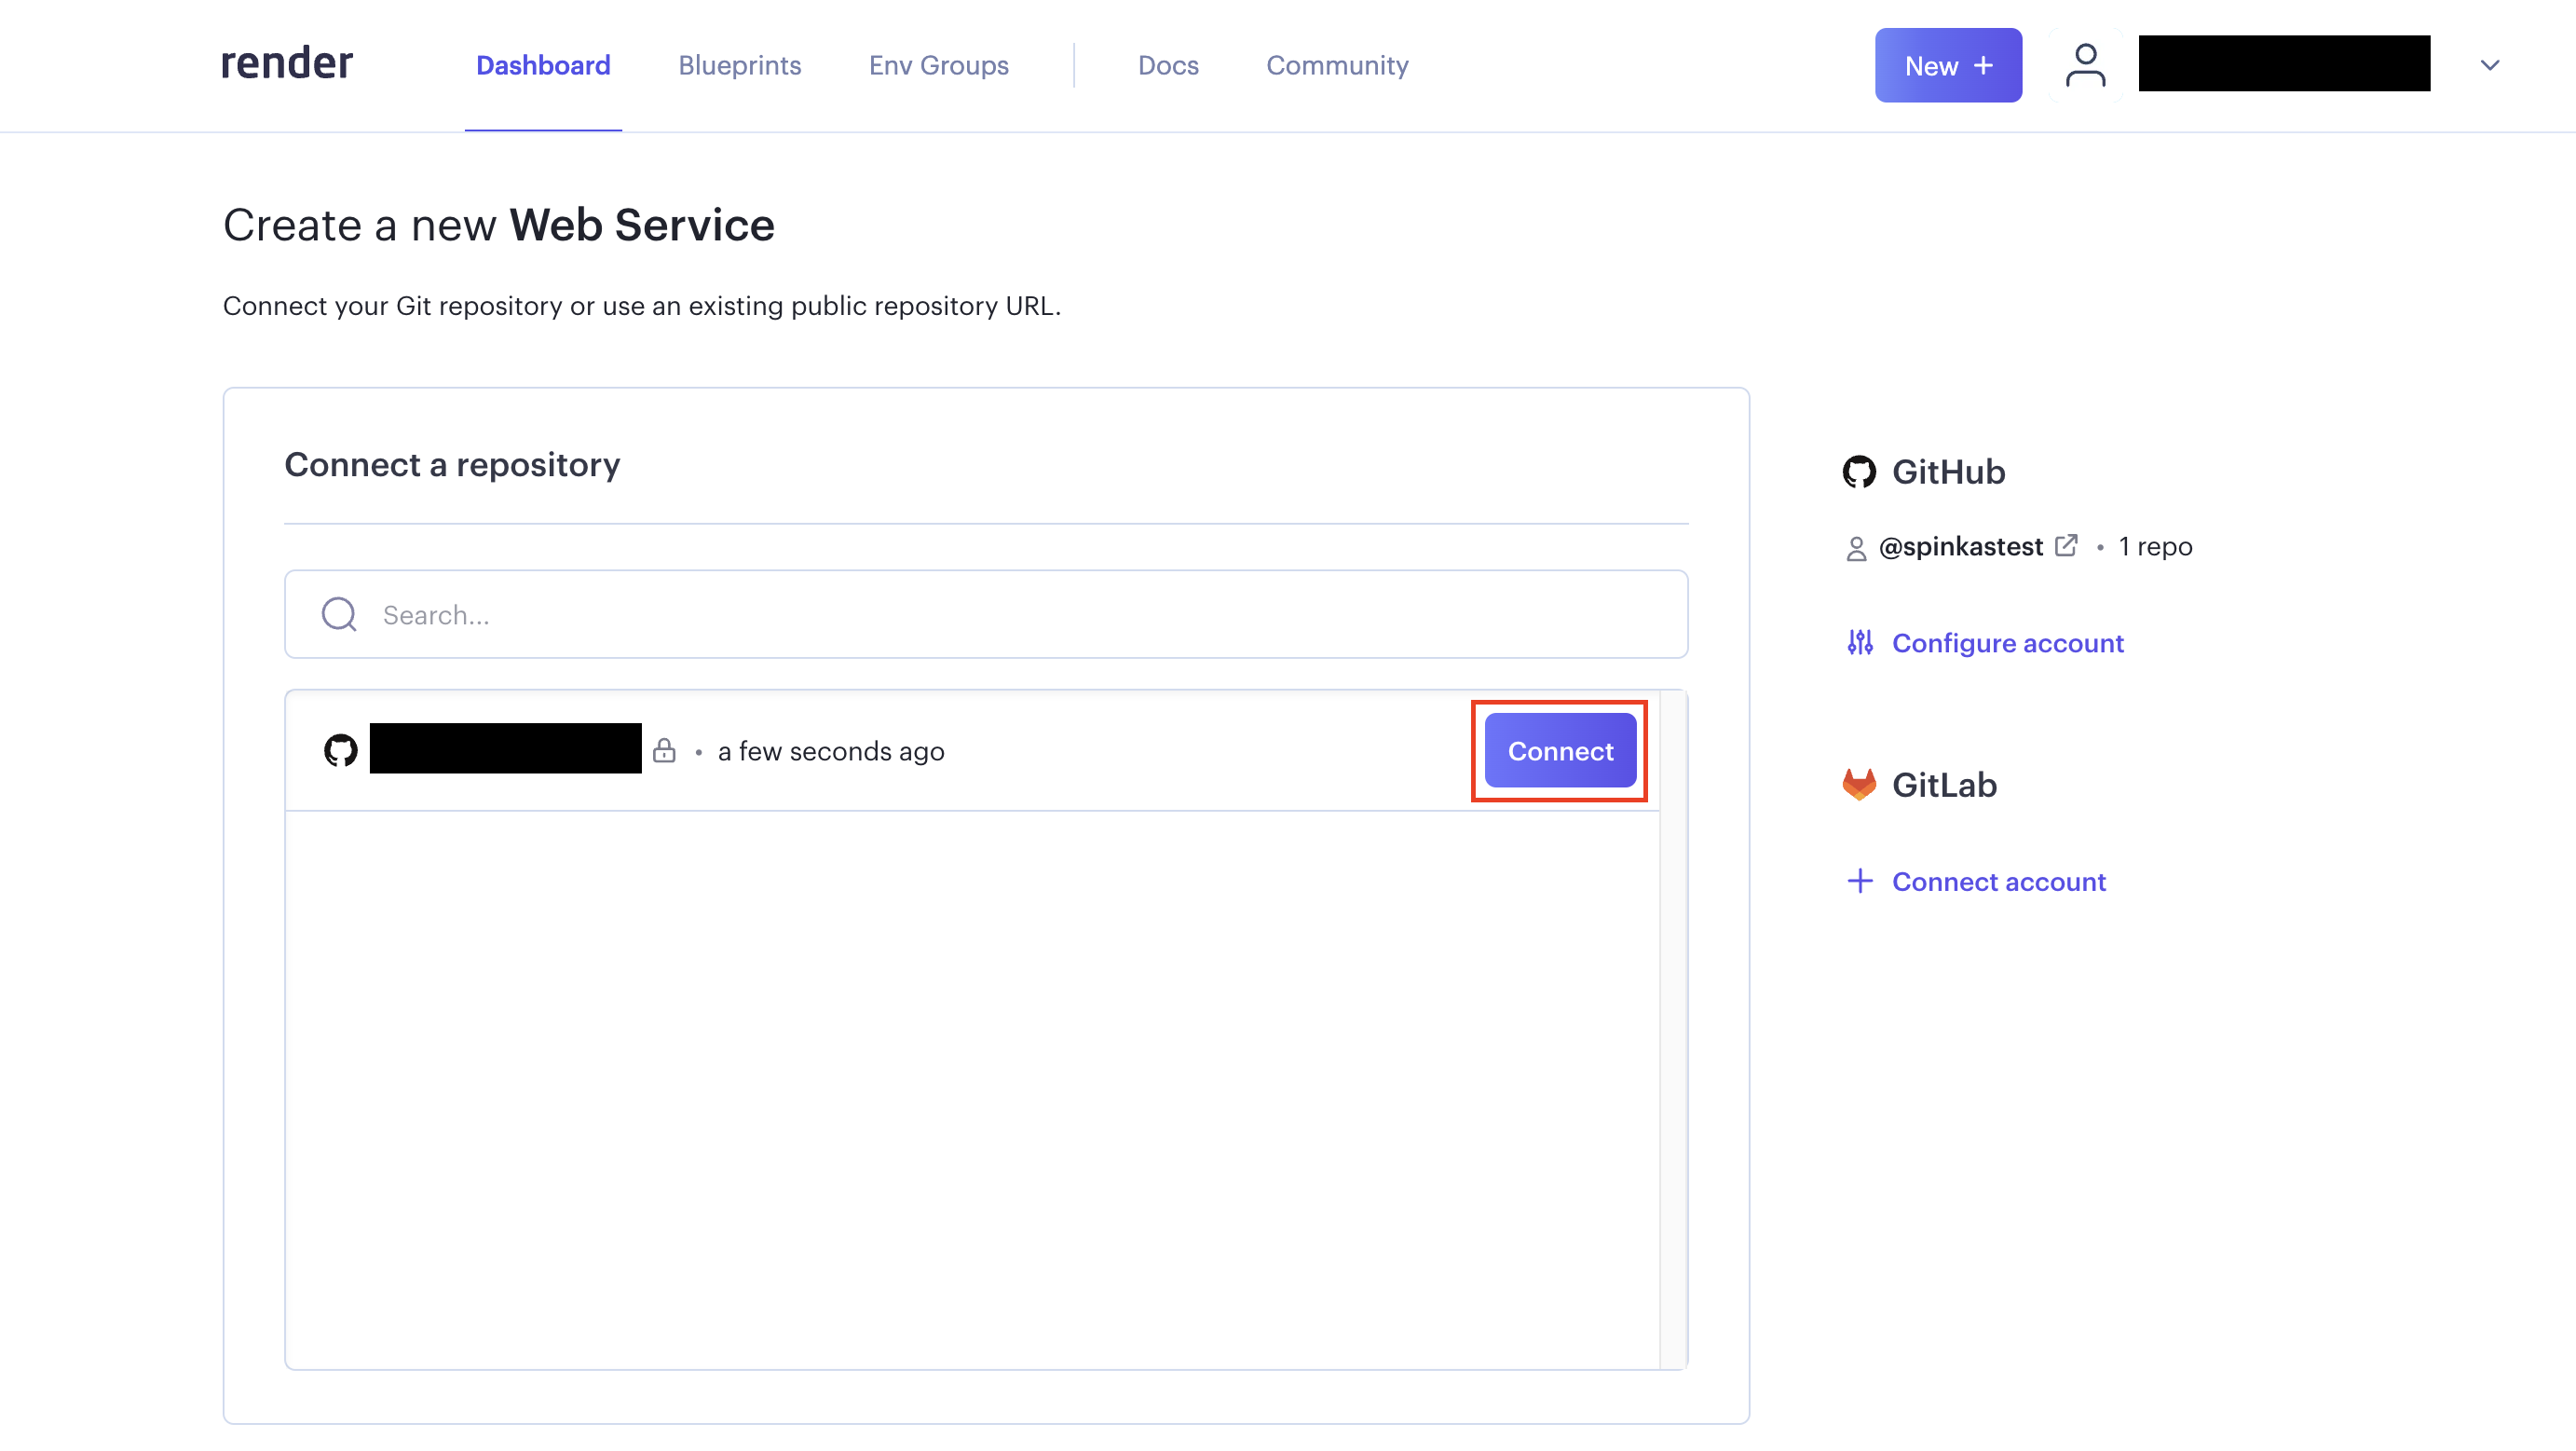 render Dashboard Blueprints Env Groups Docs Community New +
Create a new Web Service
Connect your Git repository or use an existing public repository URL.
Connect a repository
Search...
• a few seconds ago Connect
GitHub
@spinkastest • 1 repo
Configure account
GitLab
Connect account